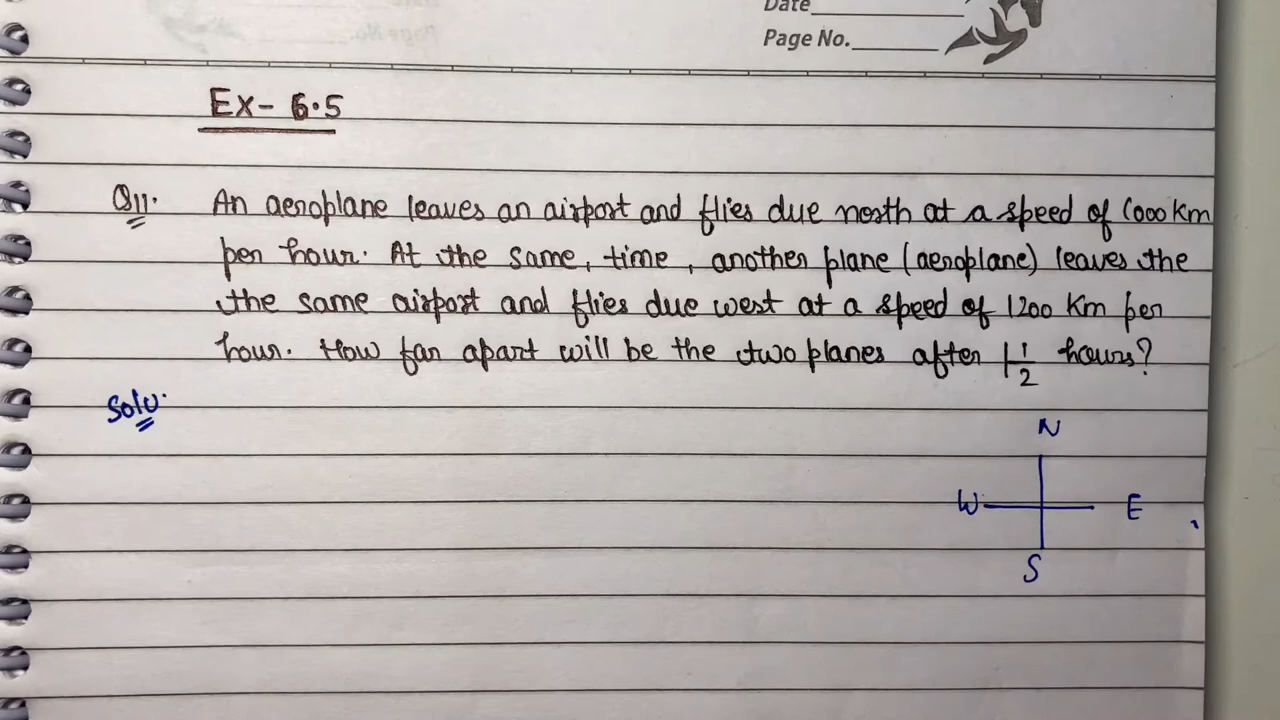 Date
Page No.
Ex- 6.5
Q11. An aeroplane leaves an airport and flies due north at a speed of 1000 Km
per hour. At the same, time, another plane (aeroplane) leaves the
the same airport and flies due west at a speed of 1200 Km per
hour. How far apart will be the two planes after 1 1/2 hours?
Solu.
N
W E
S